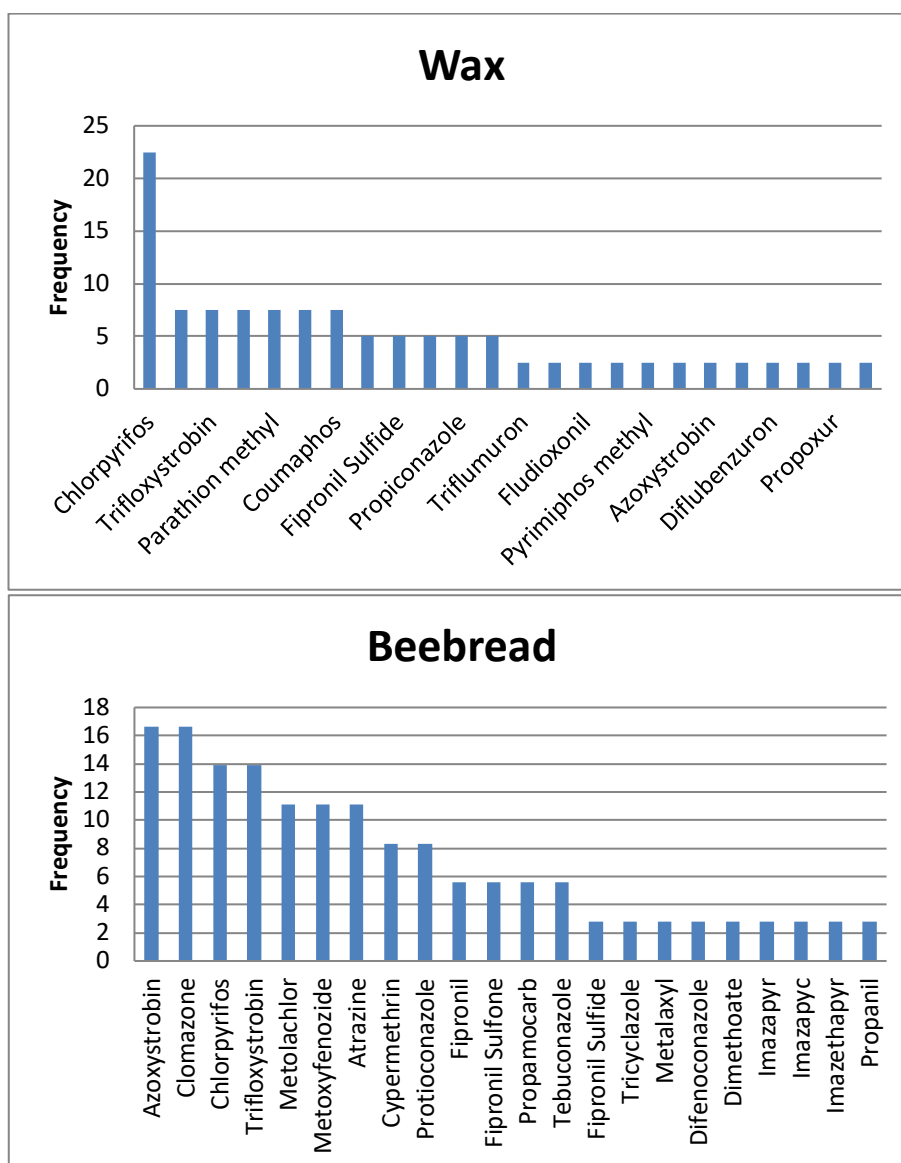 Wax
Frequency
25
20
15
10
5
0
Chlorpyrifos
Trifloxystrobin
Parathion methyl
Coumaphos
Fipronil Sulfide
Propiconazole
Triflumuron
Fludioxonil
Pyrimiphos methyl
Azoxystrobin
Diflubenzuron
Propoxur
Beebread
Frequency
18
16
14
12
10
8
6
4
2
0
Azoxystrobin
Clomazone
Chlorpyrifos
Trifloxystrobin
Metolachlor
Metoxyfenozide
Atrazine
Cypermethrin
Protioconazole
Fipronil
Fipronil Sulfone
Propamocarb
Tebuconazole
Fipronil Sulfide
Tricyclazole
Metalaxyl
Difenoconazole
Dimethoate
Imazapyr
Imazapyc
Imazethapyr
Propanil